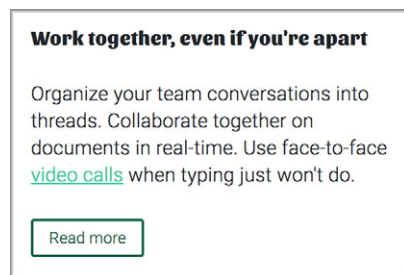 Work together, even if you're apart
Organize your team conversations into
threads. Collaborate together on
documents in real-time. Use face-to-face
video calls when typing just won't do.
Read more